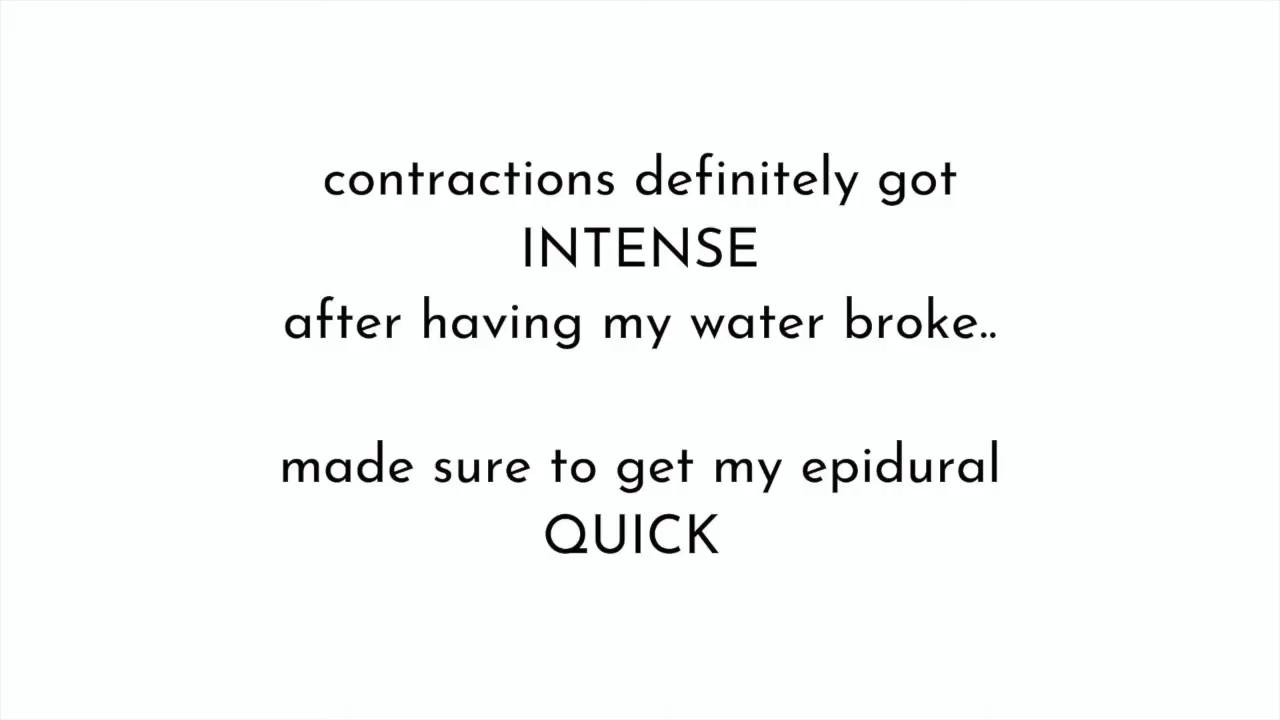 contractions definitely got
INTENSE
after having my water broke..
made sure to get my epidural
QUICK